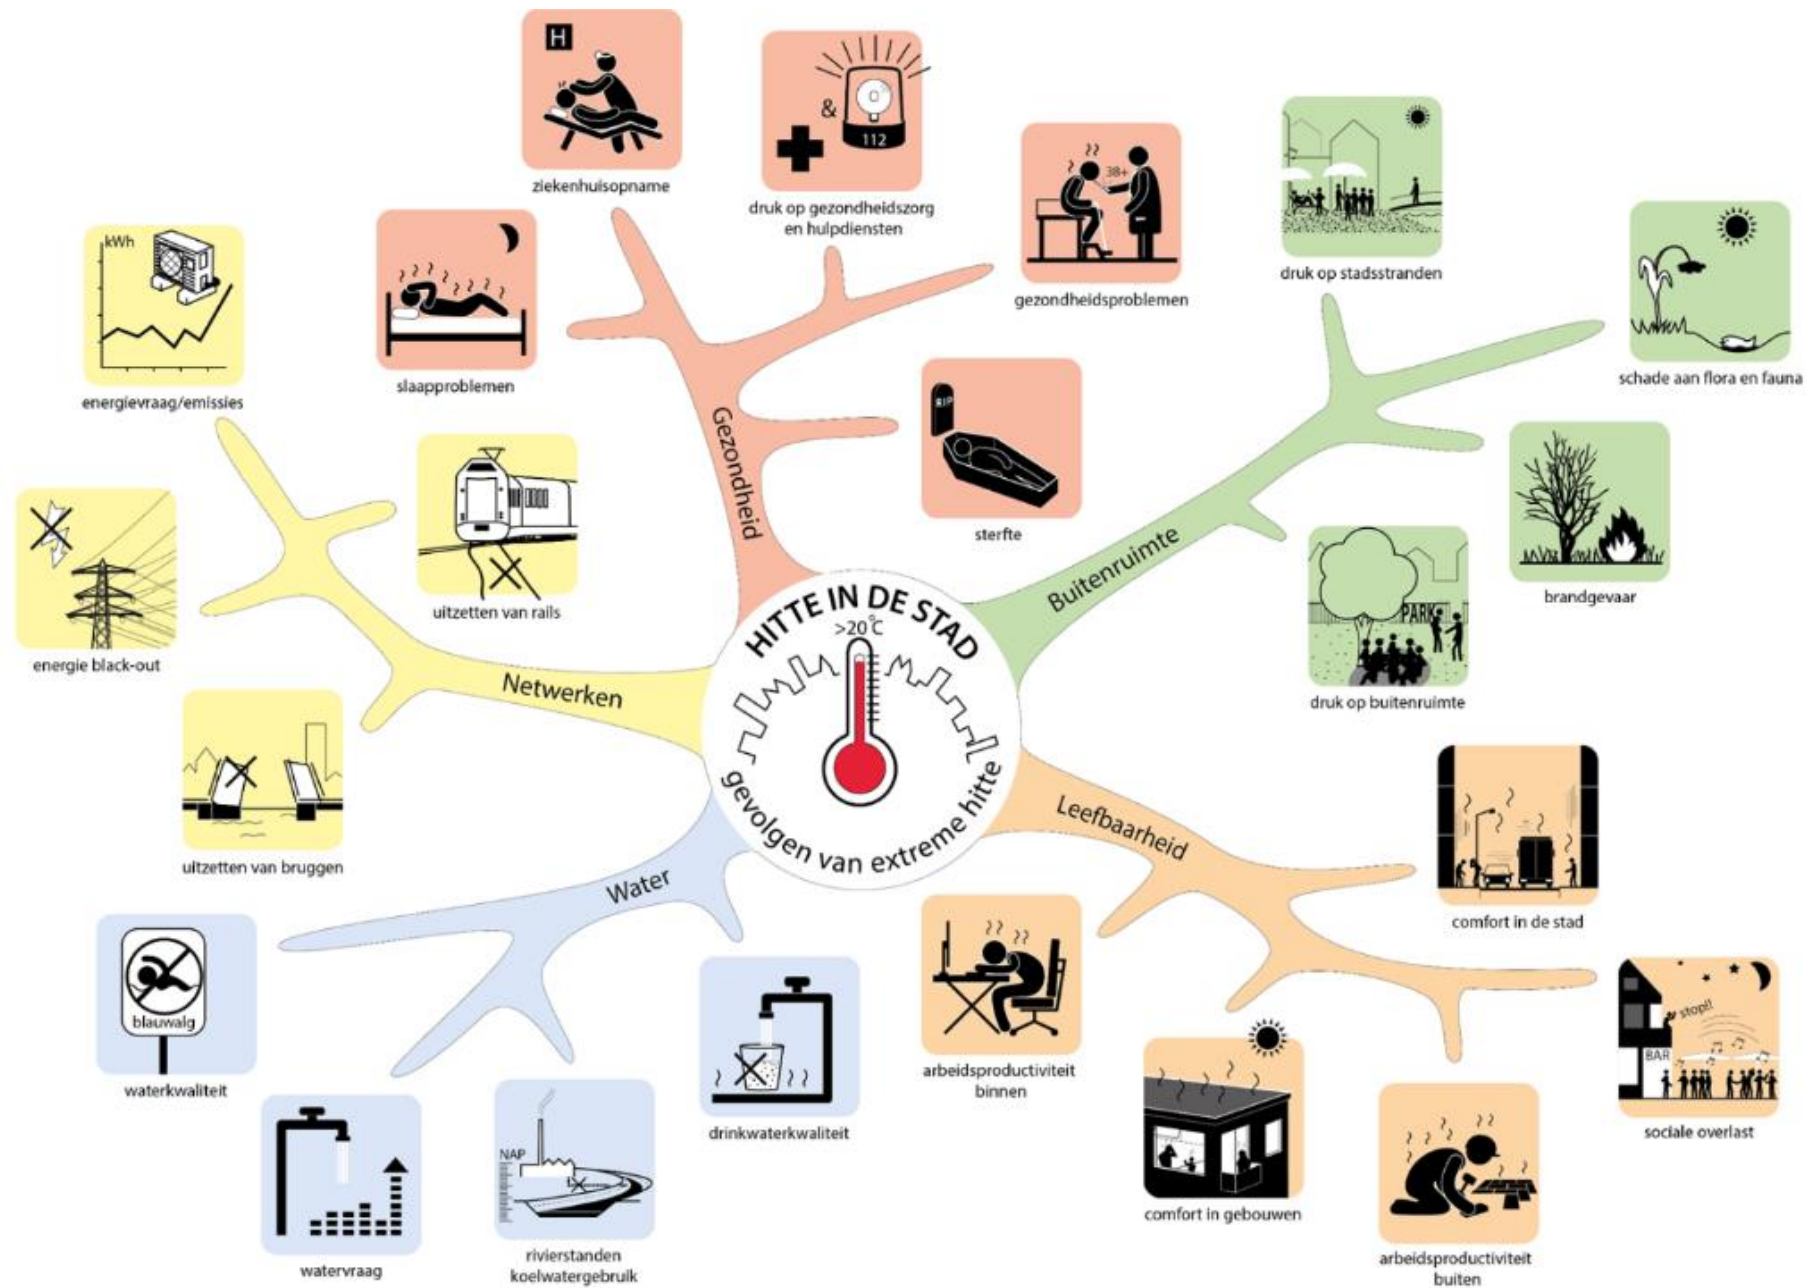 HITTE IN DE STAD
>20°C
gevolgen van extreme hitte
Gezondheid
H
ziekenhuisopname
&
112
druk op gezondheidszorg
en hulpdiensten
38+
gezondheidsproblemen
slaapproblemen
RIP
sterfte
Buitenruimte
druk op stadsstranden
schade aan flora en fauna
brandgevaar
PARK
druk op buitenruimte
Leefbaarheid
comfort in de stad
stop!!
BAR
sociale overlast
arbeidsproductiviteit
buiten
comfort in gebouwen
arbeidsproductiviteit
binnen
Water
drinkwaterkwaliteit
NAP
rivierstanden
koelwatergebruik
watervraag
blauwalg
waterkwaliteit
Netwerken
uitzetten van bruggen
energie black-out
kWh
energievraag/emissies
uitzetten van rails